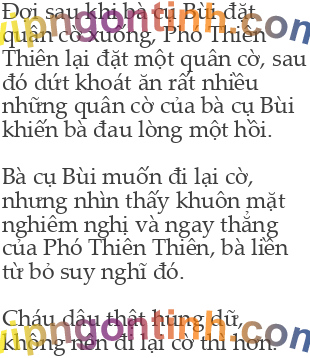 Đợi sau khi bà cụ Bùi đặt
quân cờ xuống, Phó Thiên
Thiên lại đặt một quân cờ, sau
đó dứt khoát ăn rất nhiều
những quân cờ của bà cụ Bùi
khiến bà đau lòng một hồi.
Bà cụ Bùi muốn đi lại cờ,
nhưng nhìn thấy khuôn mặt
nghiêm nghị và ngay thẳng
của Phó Thiên Thiên, bà liền
từ bỏ suy nghĩ đó.
Cháu dâu thật hung dữ,
không nên đi lại cờ thì hơn.
vipngontinh.com
vipngontinh.com